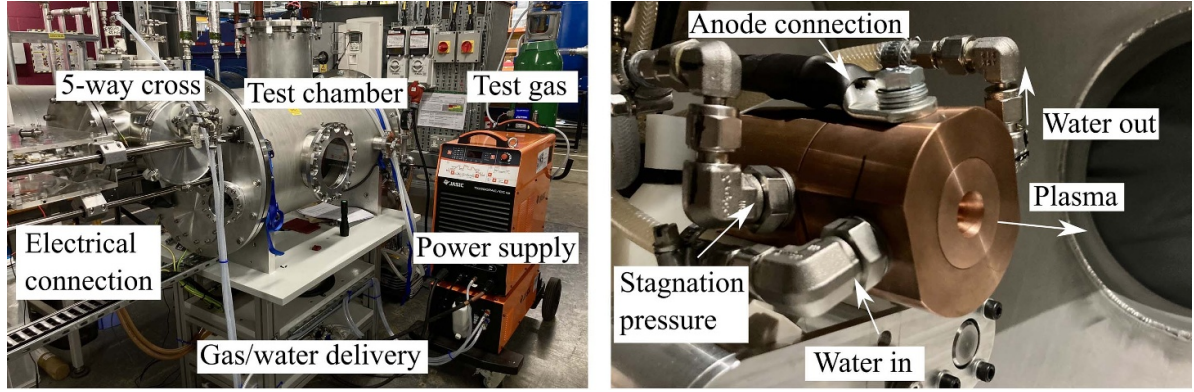 5-way cross
Test chamber
Test gas
Electrical
connection
Power supply
Gas/water delivery
Anode connection
Water out
Plasma
Stagnation
pressure
Water in